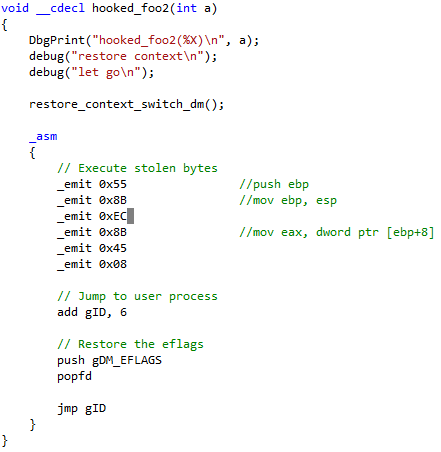 void __cdecl hooked_foo2(int a)
{
DbgPrint("hooked_foo2(%X)\n", a);
debug("restore context\n");
debug("let go\n");
restore_context_switch_dm();
_asm
{
// Execute stolen bytes
_emit 0x55 //push ebp
_emit 0x8B //mov ebp, esp
_emit 0xEC
_emit 0x8B //mov eax, dword ptr [ebp+8]
_emit 0x45
_emit 0x08
// Jump to user process
add gID, 6
// Restore the eflags
push gDM_EFLAGS
popfd
jmp gID
}
}